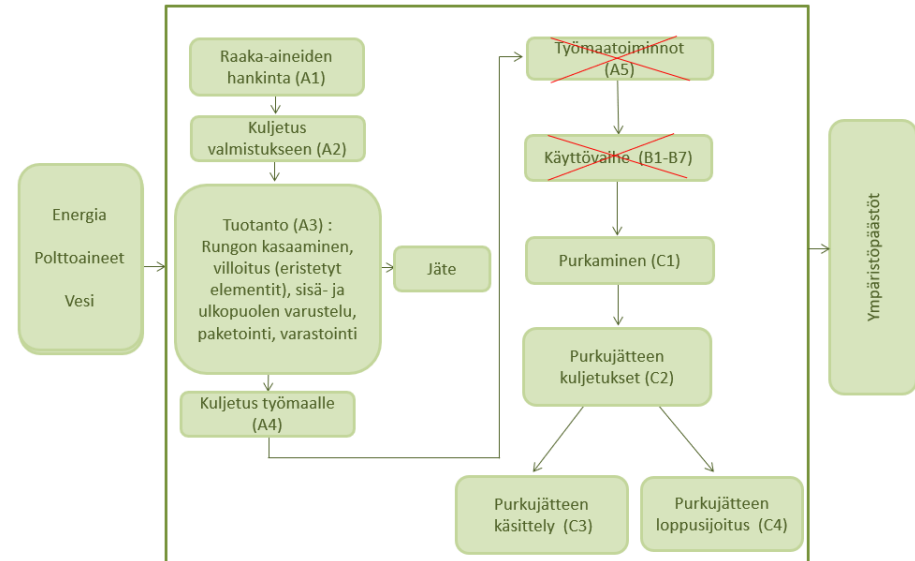 Energia
Polttoaineet
Vesi
Raaka-aineiden
hankinta (A1)
Kuljetus
valmistukseen (A2)
Tuotanto (A3) :
Rungon kasaaminen,
villoitus (eristetyt
elementit), sisä- ja
ulkopuolen varustelu,
paketointi, varastointi
Jäte
Kuljetus työmaalle
(A4)
Työmaatoiminnot
(A5)
Käyttövaihe (B1-B7)
Purkaminen (C1)
Purkujätteen
kuljetukset (C2)
Purkujätteen
käsittely (C3)
Purkujätteen
loppusijoitus (C4)
Ympäristöpäästöt